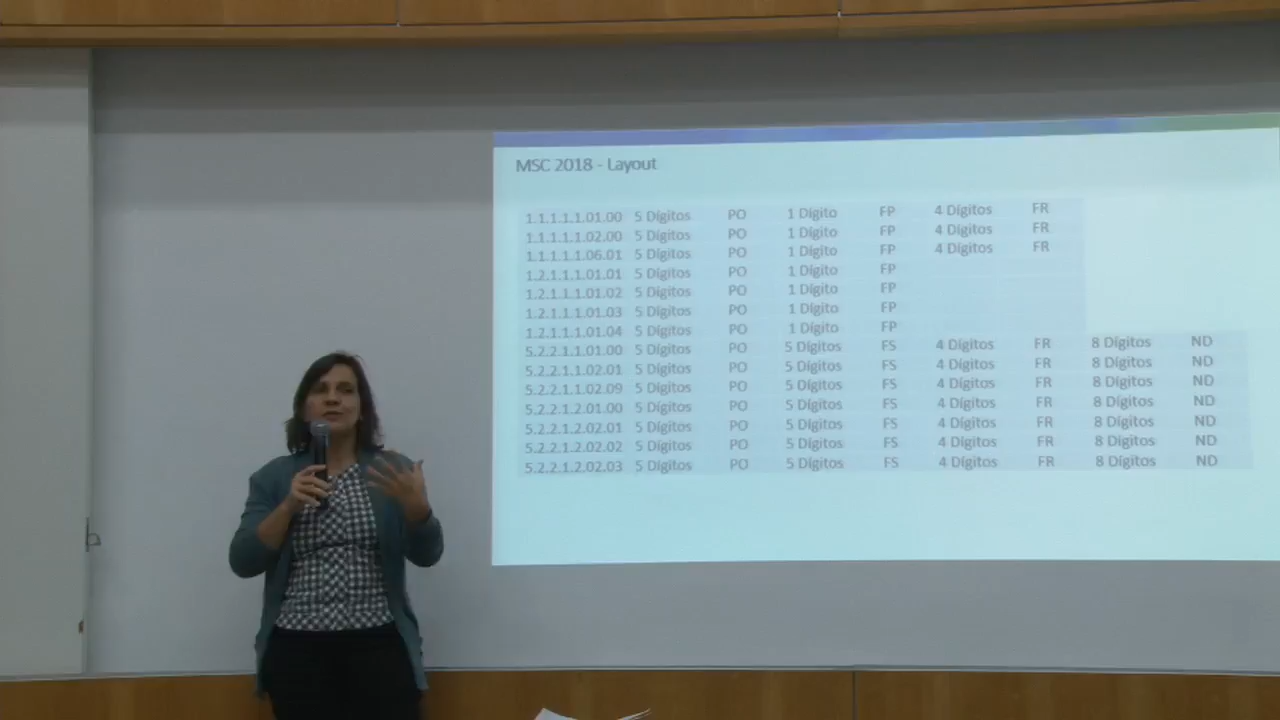 MSC 2018 - Layout
1.1.1.1.1.01.00 5 Dígitos PO 1 Dígito FP 4 Dígitos FR
1.1.1.1.1.02.00 5 Dígitos PO 1 Dígito FP 4 Dígitos FR
1.1.1.1.1.06.01 5 Dígitos PO 1 Dígito FP 4 Dígitos FR
1.2.1.1.1.01.01 5 Dígitos PO 1 Dígito FP
1.2.1.1.1.01.02 5 Dígitos PO 1 Dígito FP
1.2.1.1.1.01.03 5 Dígitos PO 1 Dígito FP
1.2.1.1.1.01.04 5 Dígitos PO 1 Dígito FP
5.2.2.1.1.01.00 5 Dígitos PO 5 Dígitos FS 4 Dígitos FR 8 Dígitos ND
5.2.2.1.1.02.01 5 Dígitos PO 5 Dígitos FS 4 Dígitos FR 8 Dígitos ND
5.2.2.1.1.02.09 5 Dígitos PO 5 Dígitos FS 4 Dígitos FR 8 Dígitos ND
5.2.2.1.2.01.00 5 Dígitos PO 5 Dígitos FS 4 Dígitos FR 8 Dígitos ND
5.2.2.1.2.02.01 5 Dígitos PO 5 Dígitos FS 4 Dígitos FR 8 Dígitos ND
5.2.2.1.2.02.02 5 Dígitos PO 5 Dígitos FS 4 Dígitos FR 8 Dígitos ND
5.2.2.1.2.02.03 5 Dígitos PO 5 Dígitos FS 4 Dígitos FR 8 Dígitos ND